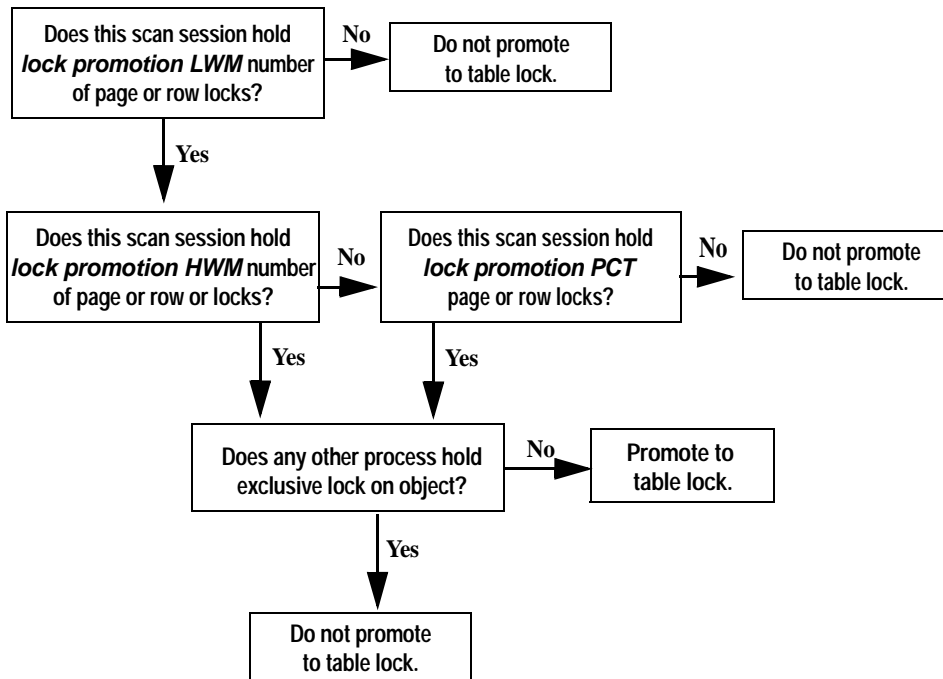 Does this scan session hold
lock promotion LWM number
of page or row locks?
No
Do not promote
to table lock.
Yes
Does this scan session hold
lock promotion HWM number
of page or row or locks?
No
Does this scan session hold
lock promotion PCT
page or row locks?
No
Do not promote
to table lock.
Yes
Yes
Does any other process hold
exclusive lock on object?
No
Promote to
table lock.
Yes
Do not promote
to table lock.